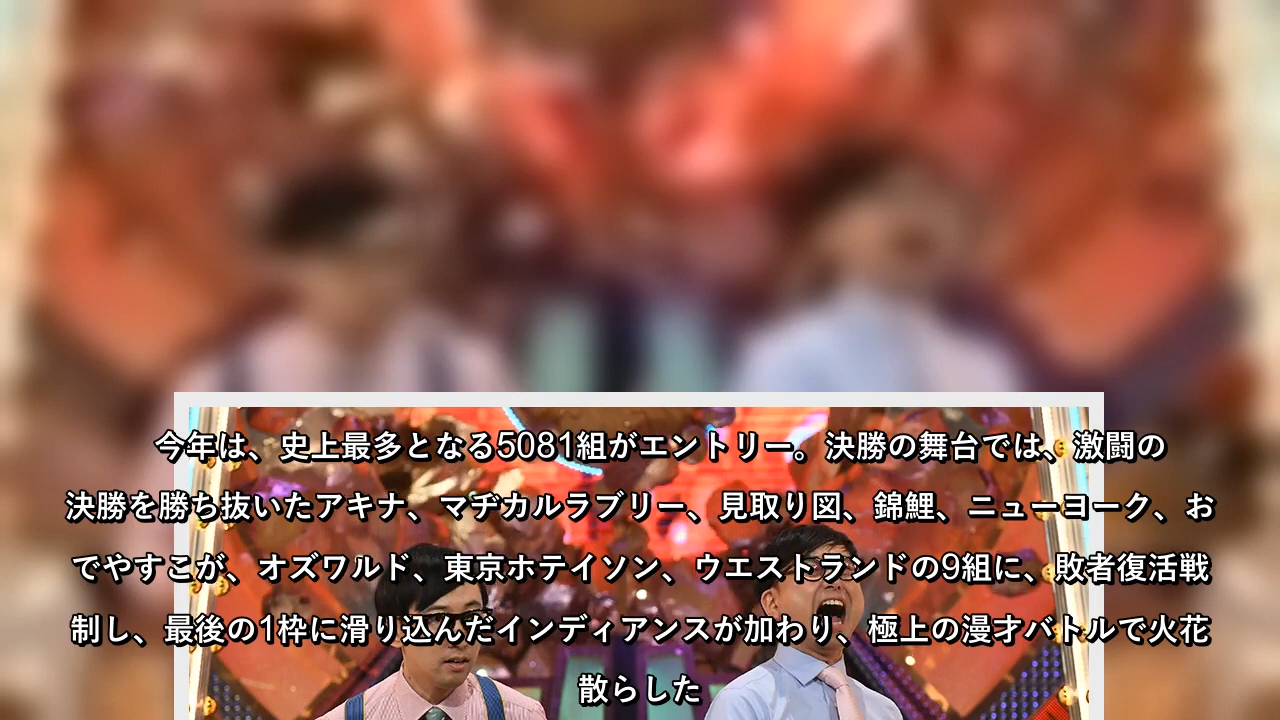 今年は、史上最多となる5081組がエントリー。決勝の舞台では、激闘の
決勝を勝ち抜いたアキナ、マヂカルラブリー、見取り図、錦鯉、ニューヨーク、お
でやすこが、オズワルド、東京ホテイソン、ウエストランドの9組に、敗者復活戦
制し、最後の1枠に滑り込んだインディアンスが加わり、極上の漫才バトルで火花
散らした